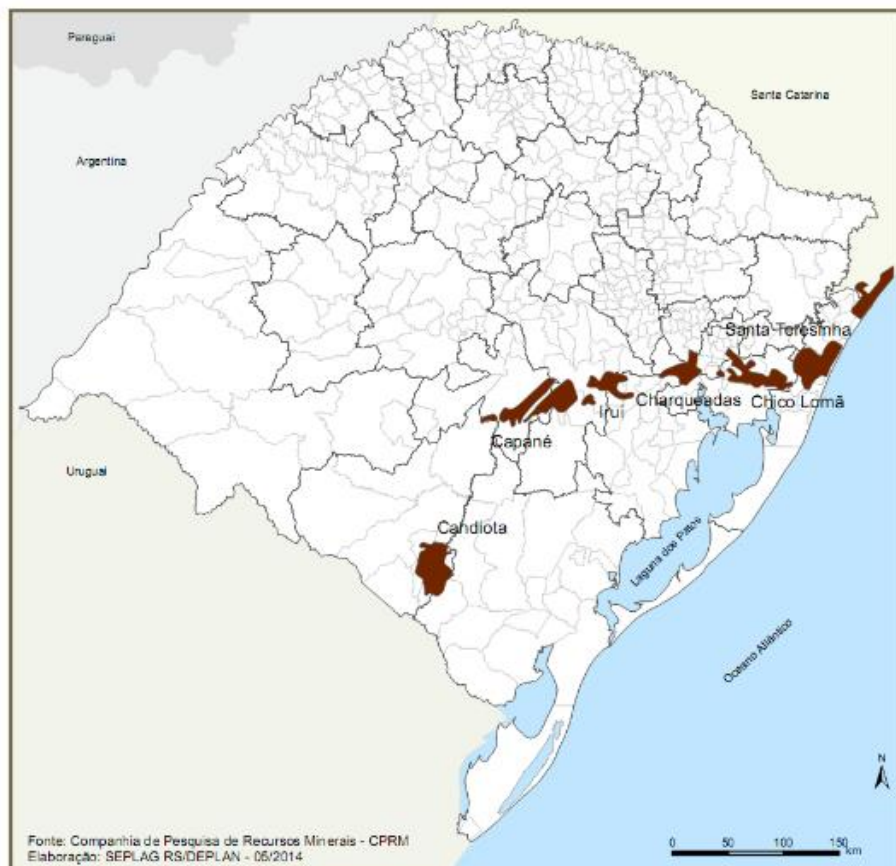 Paraguai
Santa Catarina
Argentina
Santa Teresinha
Charqueadas
Chico Lomã
Iruí
Capané
Uruguai
Candiota
Laguna dos Patos
Oceano Atlântico
N
Fonte: Companhia de Pesquisa de Recursos Minerais - CPRM
Elaboração: SEPLAG RS/DEPLAN - 05/2014
0 50 100 150
km